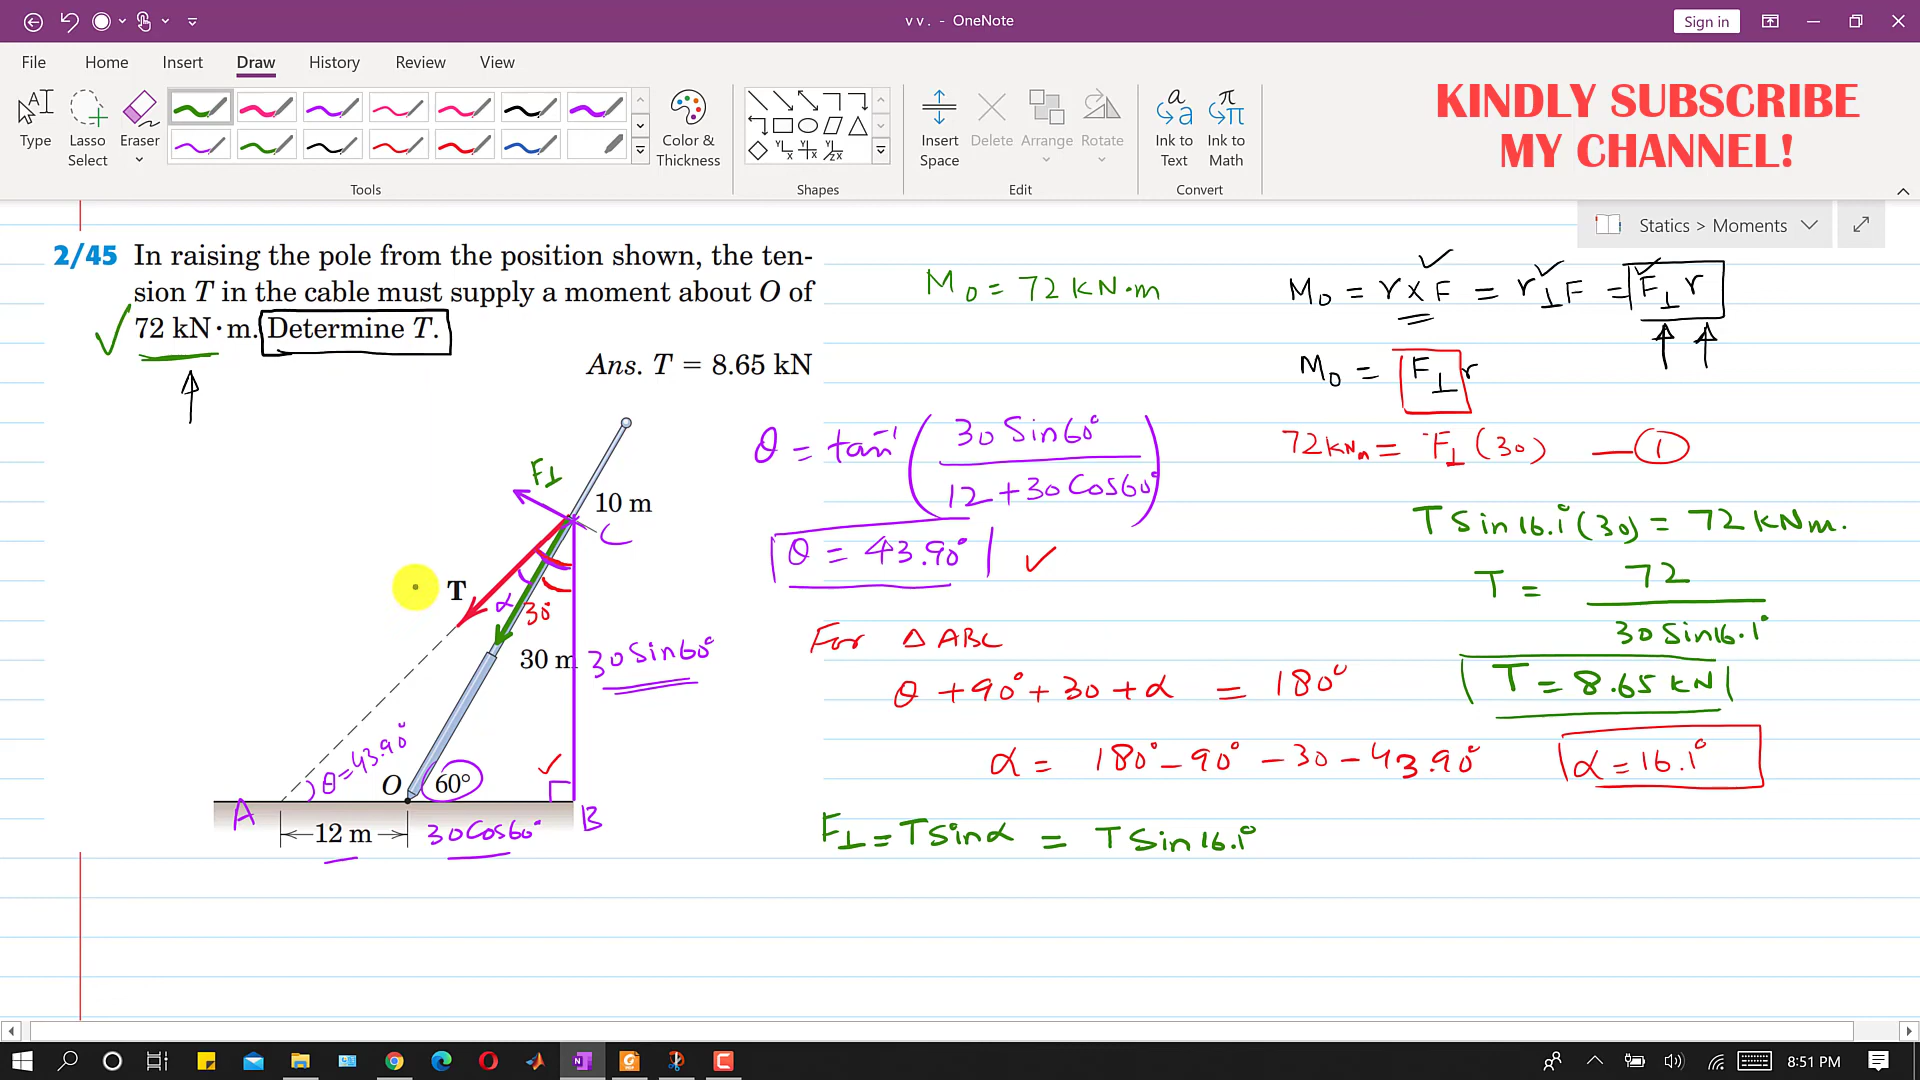 v v . - OneNote
Sign in
File Home Insert Draw History Review View
Type
Lasso Select
Eraser
Color & Thickness
Insert Space
Delete
Arrange
Rotate
Ink to Text
Ink to Math
Tools
Shapes
Edit
Convert
KINDLY SUBSCRIBE
MY CHANNEL!
Statics > Moments
2/45 In raising the pole from the position shown, the ten-
sion T in the cable must supply a moment about O of
72 kN·m. Determine T.
Ans. T = 8.65 kN
M₀ = 72 KN·m
M₀ = r × F = r⊥F = F⊥ r
M₀ = F⊥ r
72 KNm = F⊥ (30) — ①
θ = tan⁻¹ (30 Sin60° / 12 + 30 Cos60°)
θ = 43.90°
For △ ABC
θ + 90° + 30 + α = 180°
α = 180° - 90° - 30 - 43.90°
α = 16.1°
F⊥ = T Sinα = T Sin 16.1°
T Sin 16.1° (30) = 72 KNm.
T = 72 / 30 Sin 16.1°
T = 8.65 KN
F⊥
10 m
C
T
α
30°
30 m
30 Sin60°
θ = 43.90°
O
60°
A
B
12 m
30 Cos60°
8:51 PM